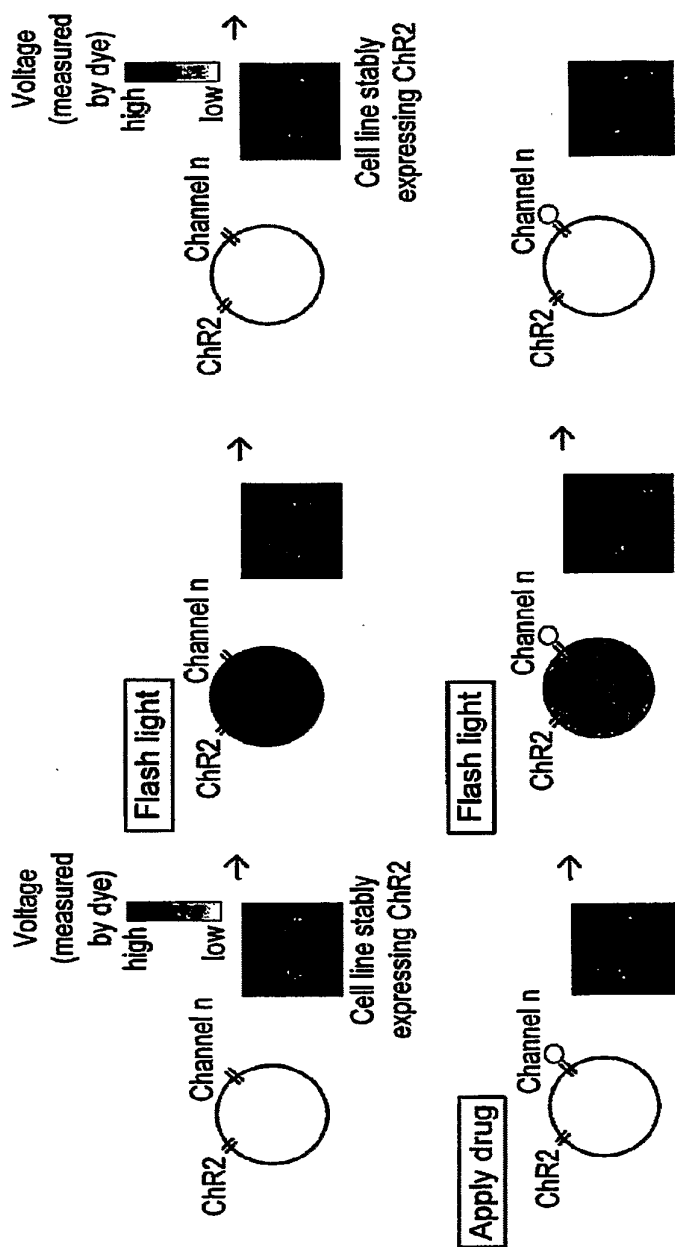 Voltage
(measured
by dye)
high
low
ChR2
Channel n
Cell line stably
expressing ChR2
Flash light
ChR2
Channel n
Voltage
(measured
by dye)
high
low
ChR2
Channel n
Cell line stably
expressing ChR2
Apply drug
ChR2
Channel n
Flash light
ChR2
Channel n
ChR2
Channel n